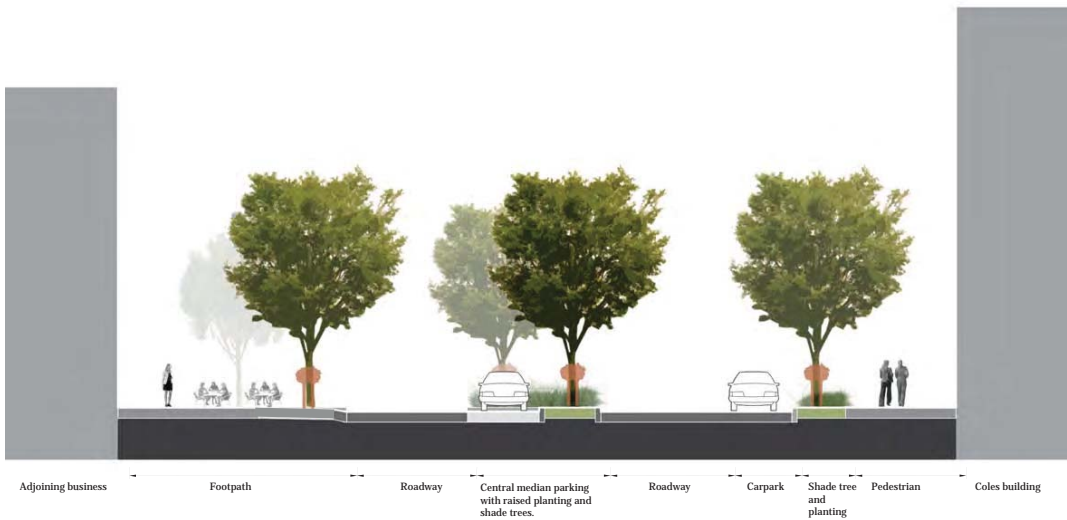 Adjoining business
Footpath
Roadway
Central median parking
with raised planting and
shade trees.
Roadway
Carpark
Shade tree
and
planting
Pedestrian
Coles building